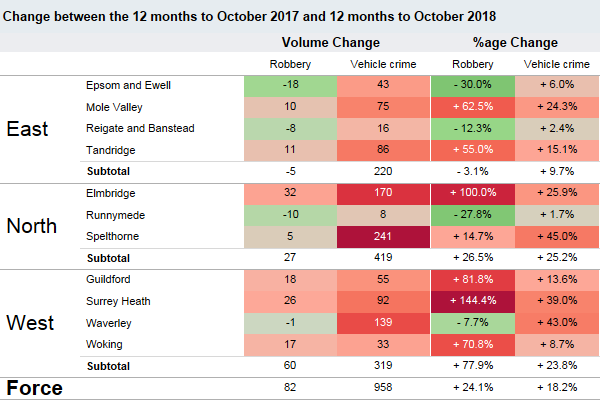 Change between the 12 months to October 2017 and 12 months to October 2018
Volume Change %age Change
Robbery Vehicle crime Robbery Vehicle crime
East
Epsom and Ewell -18 43 - 30.0% + 6.0%
Mole Valley 10 75 + 62.5% + 24.3%
Reigate and Banstead -8 16 - 12.3% + 2.4%
Tandridge 11 86 + 55.0% + 15.1%
Subtotal -5 220 - 3.1% + 9.7%
North
Elmbridge 32 170 + 100.0% + 25.9%
Runnymede -10 8 - 27.8% + 1.7%
Spelthorne 5 241 + 14.7% + 45.0%
Subtotal 27 419 + 26.5% + 25.2%
West
Guildford 18 55 + 81.8% + 13.6%
Surrey Heath 26 92 + 144.4% + 39.0%
Waverley -1 139 - 7.7% + 43.0%
Woking 17 33 + 70.8% + 8.7%
Subtotal 60 319 + 77.9% + 23.8%
Force 82 958 + 24.1% + 18.2%